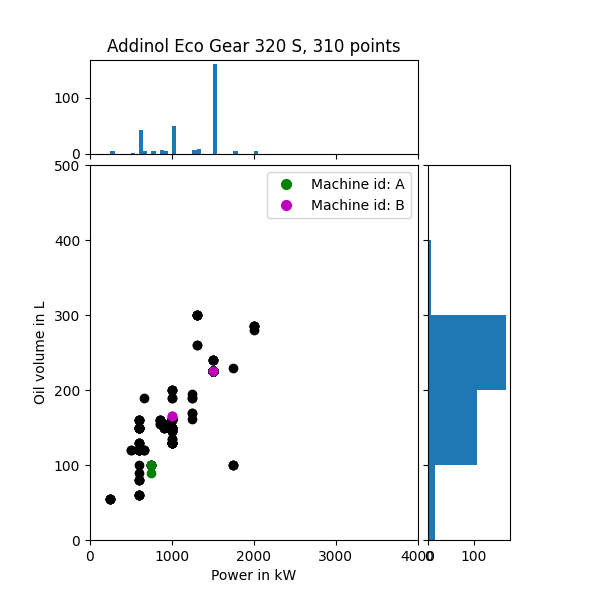 Addinol Eco Gear 320 S, 310 points
100
0
500
400
300
200
100
0
Oil volume in L
Machine id: A
Machine id: B
0 1000 2000 3000 4000
0 100
Power in kW